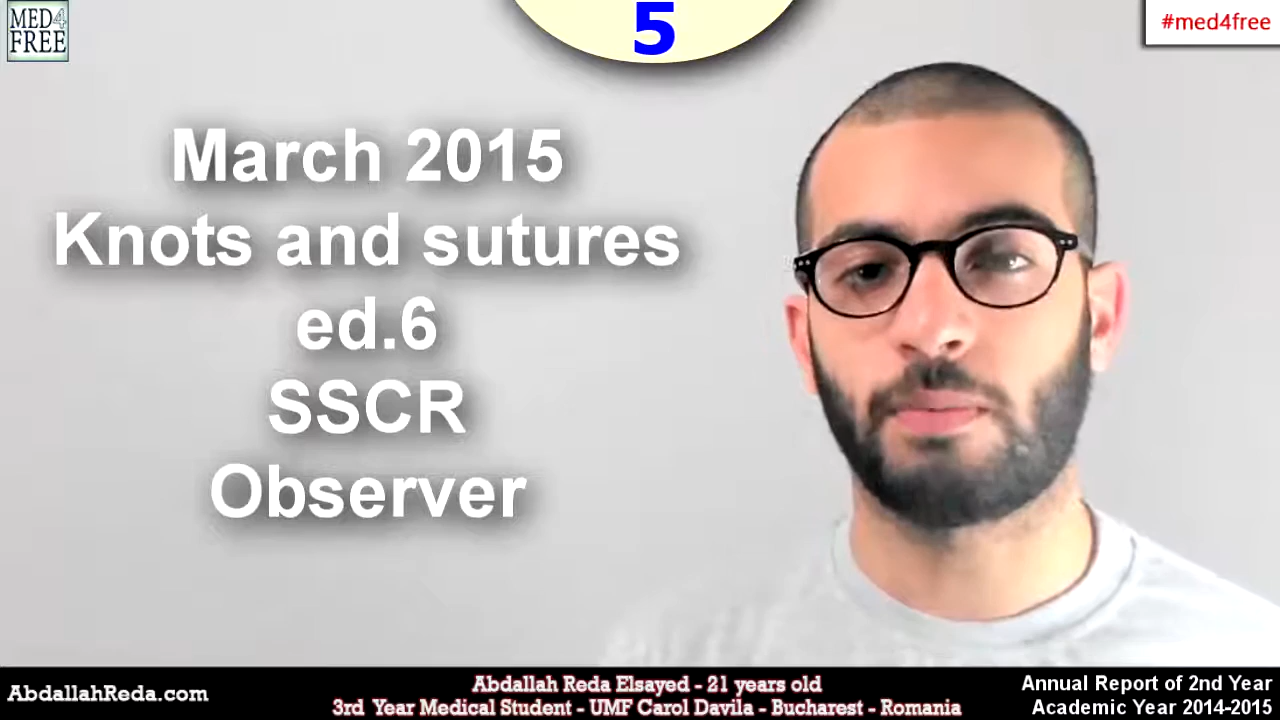 MED4
FREE
5
#med4free
March 2015
Knots and sutures
ed.6
SSCR
Observer
AbdallahReda.com
Abdallah Reda Elsayed - 21 years old
3rd Year Medical Student - UMF Carol Davila - Bucharest - Romania
Annual Report of 2nd Year
Academic Year 2014-2015